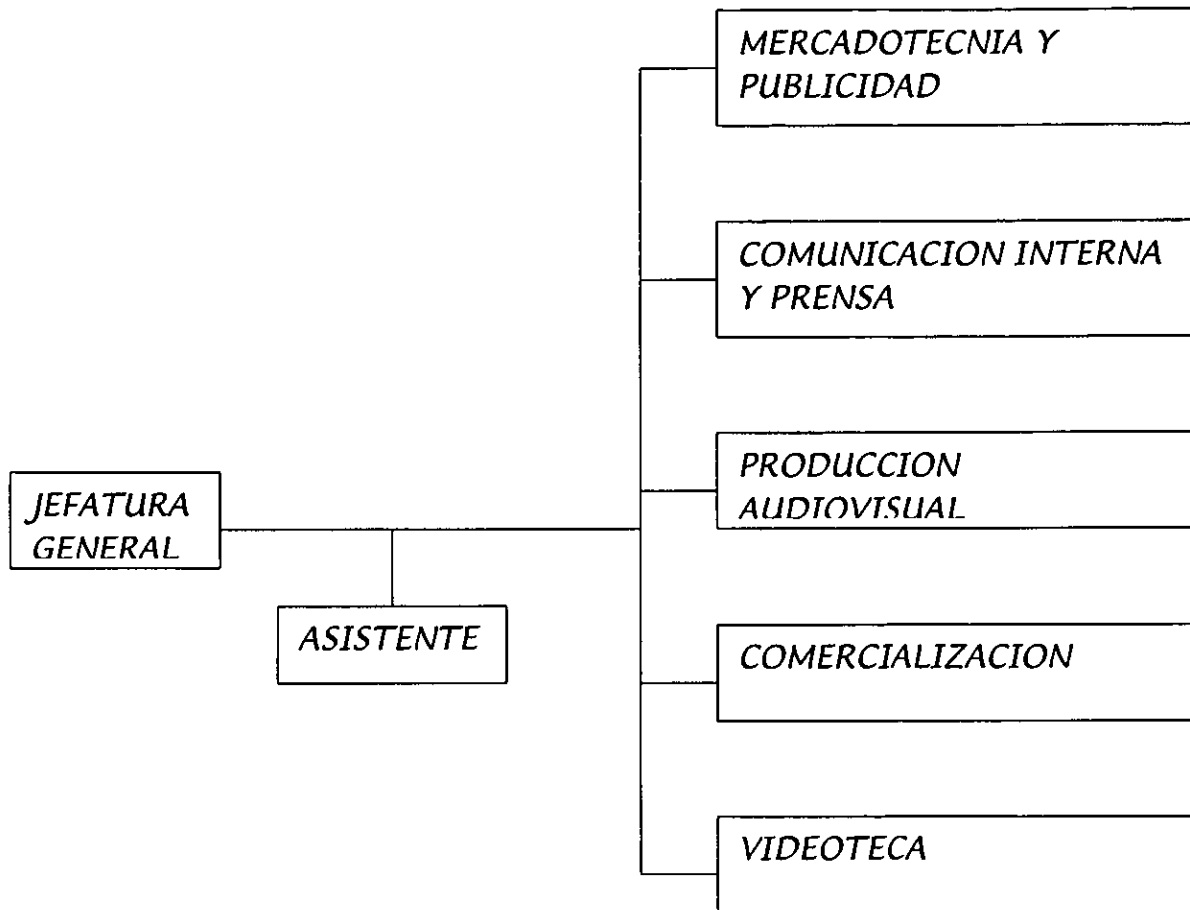 MERCADOTECNIA Y
PUBLICIDAD
COMUNICACION INTERNA
Y PRENSA
PRODUCCION
AUDIOVISUAL
JEFATURA
GENERAL
ASISTENTE
COMERCIALIZACION
VIDEOTECA